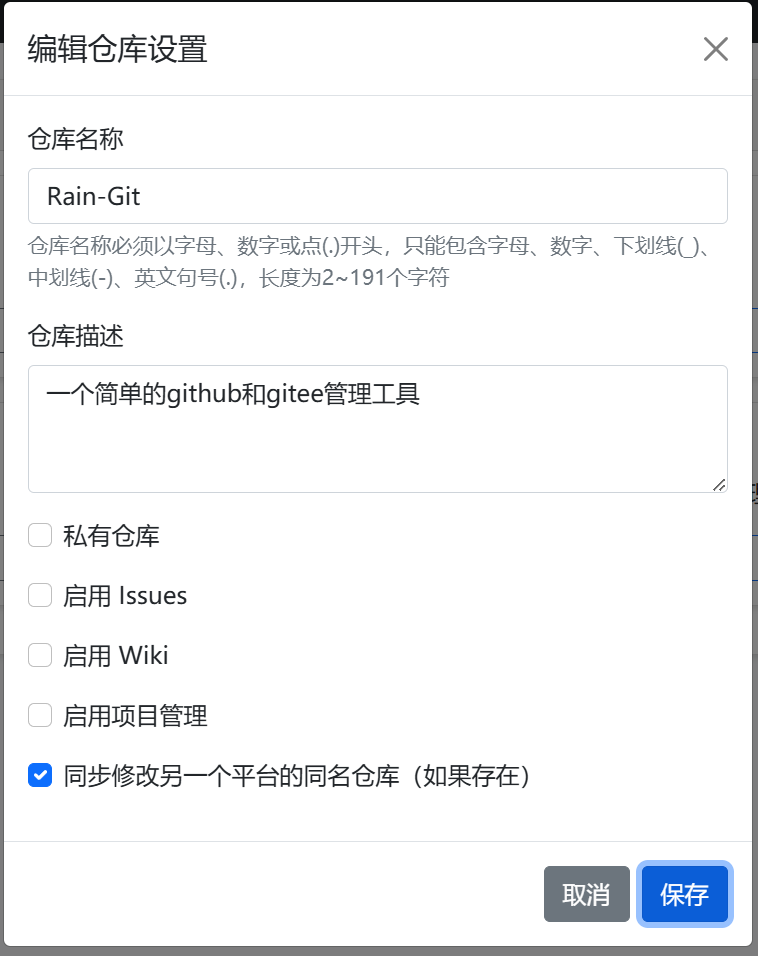 编辑仓库设置
仓库名称
Rain-Git
仓库名称必须以字母、数字或点(.)开头，只能包含字母、数字、下划线(_)、
中划线(-)、英文句号(.)，长度为2~191个字符
仓库描述
一个简单的github和gitee管理工具
私有仓库
启用 Issues
启用 Wiki
启用项目管理
同步修改另一个平台的同名仓库（如果存在）
取消 保存